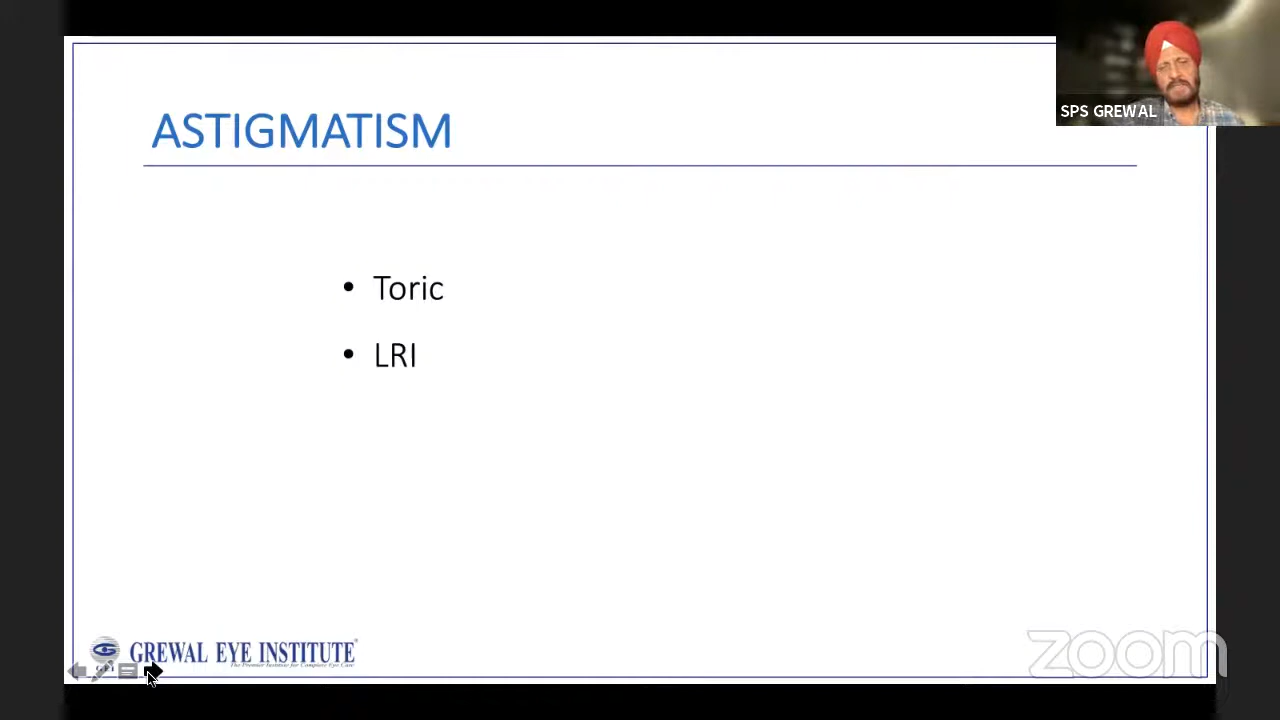 SPS GREWAL
ASTIGMATISM
• Toric
• LRI
GREWAL EYE INSTITUTE
The Premier Institute for Complete Eye Care
zoom